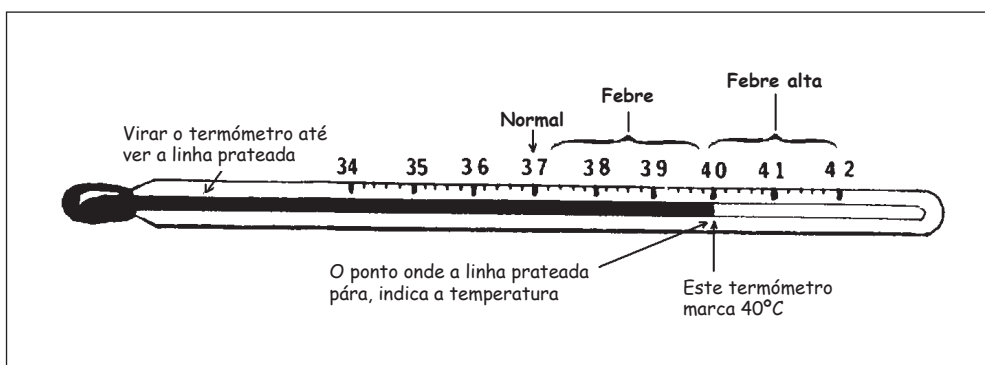 Febre alta
Febre
Normal
Virar o termómetro até
ver a linha prateada
34 35 36 37 38 39 40 41 42
O ponto onde a linha prateada
pára, indica a temperatura
Este termómetro
marca 40ºC